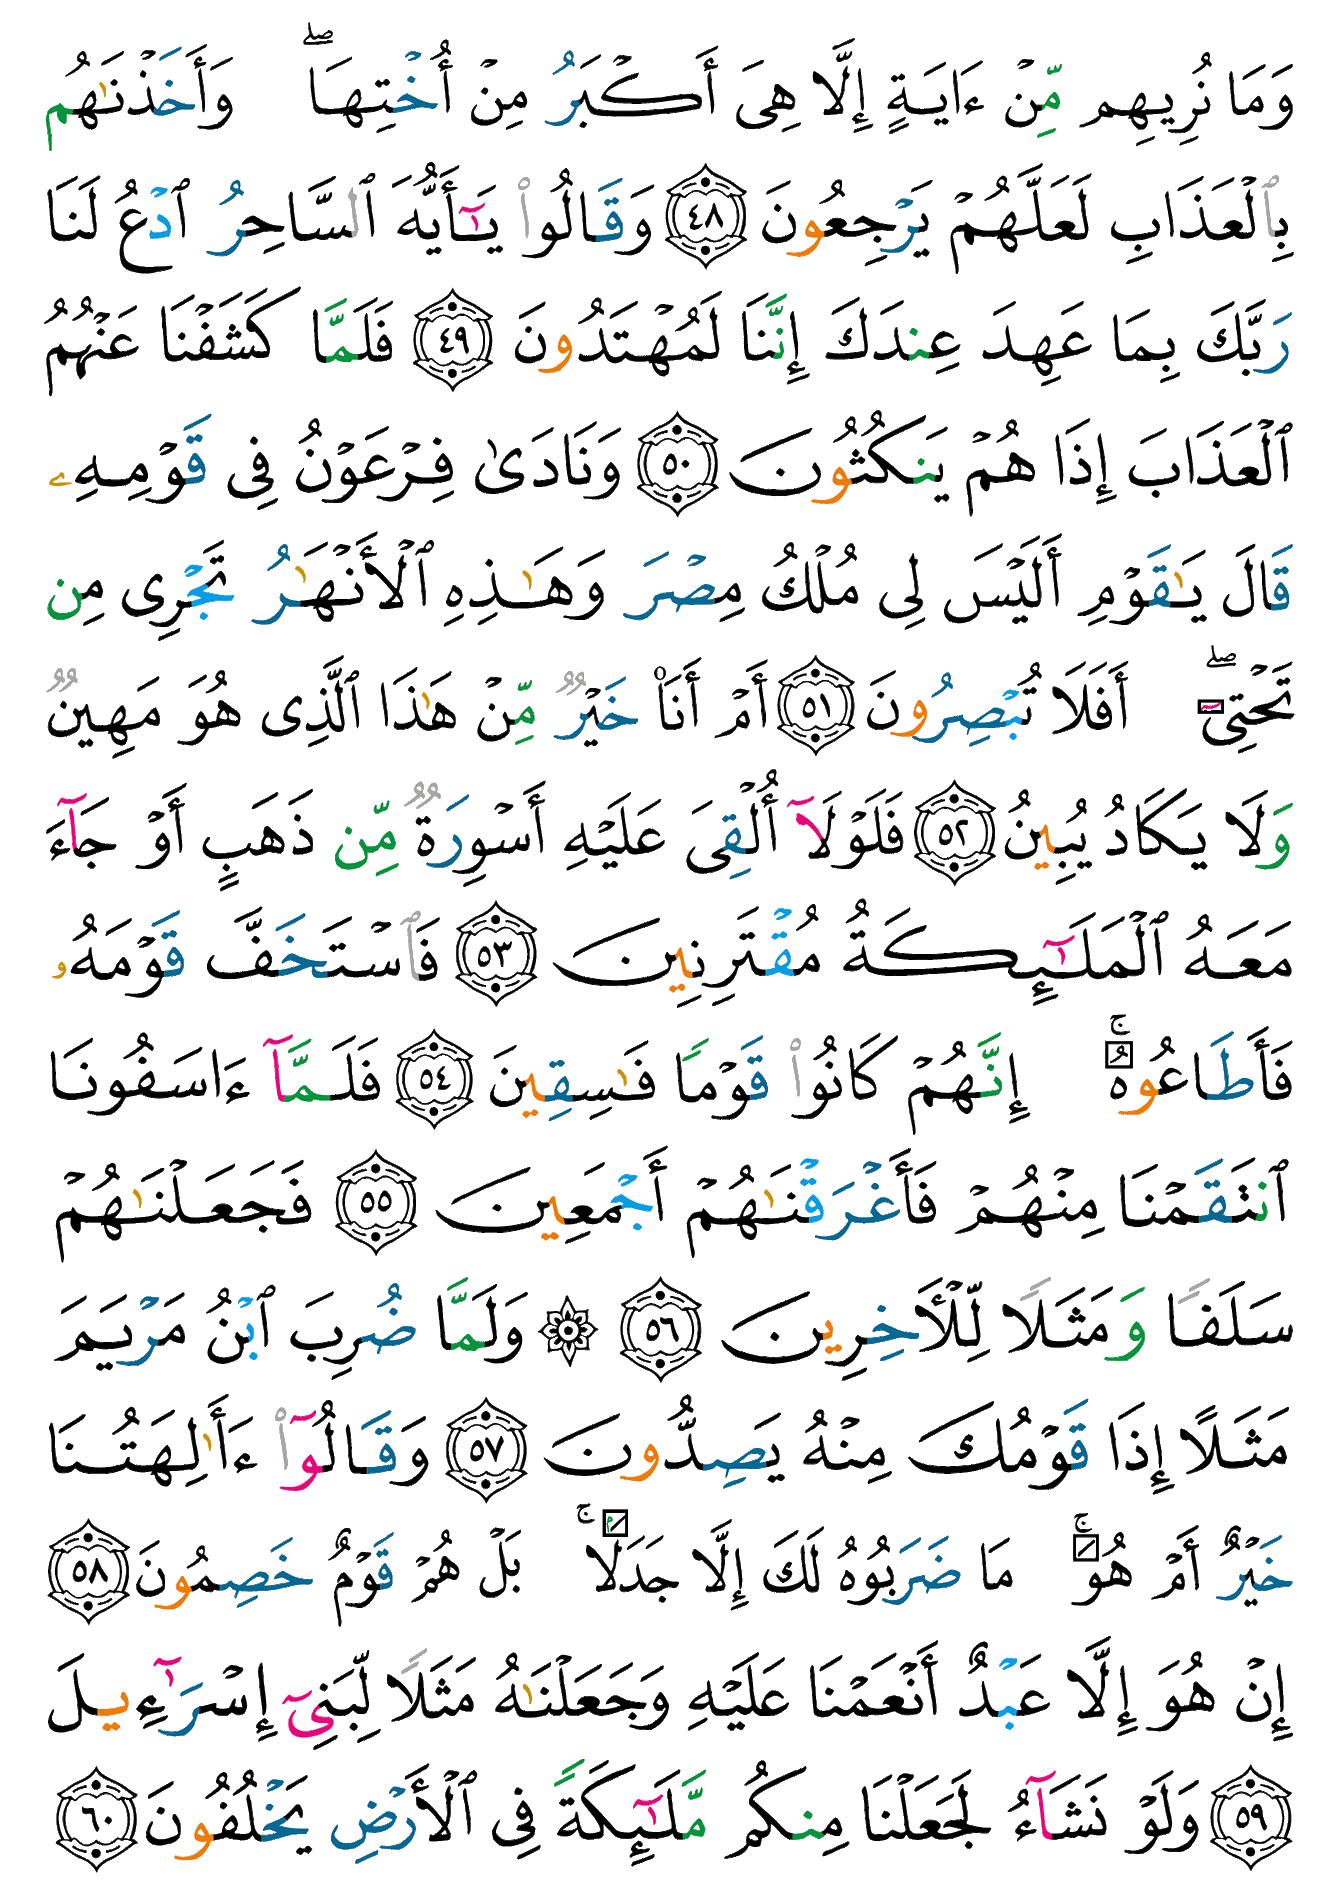 وَمَا نُرِيهِم مِّنْ ءَايَةٍ إِلَّا هِىَ أَكْبَرُ مِنْ أُخْتِهَا ۖ وَأَخَذْنَـٰهُم
بِٱلْعَذَابِ لَعَلَّهُمْ يَرْجِعُونَ ٤٨ وَقَالُوا۟ يَـٰٓأَيُّهَ ٱلسَّاحِرُ ٱدْعُ لَنَا
رَبَّكَ بِمَا عَهِدَ عِندَكَ إِنَّنَا لَمُهْتَدُونَ ٤٩ فَلَمَّا كَشَفْنَا عَنْهُمُ
ٱلْعَذَابَ إِذَا هُمْ يَنكُثُونَ ٥٠ وَنَادَىٰ فِرْعَوْنُ فِى قَوْمِهِۦ
قَالَ يَـٰقَوْمِ أَلَيْسَ لِى مُلْكُ مِصْرَ وَهَـٰذِهِ ٱلْأَنْهَـٰرُ تَجْرِى مِن
تَحْتِىٓ ۖ أَفَلَا تُبْصِرُونَ ٥١ أَمْ أَنَا۠ خَيْرٌ مِّنْ هَـٰذَا ٱلَّذِى هُوَ مَهِينٌ
وَلَا يَكَادُ يُبِينُ ٥٢ فَلَوْلَآ أُلْقِىَ عَلَيْهِ أَسْوِرَةٌ مِّن ذَهَبٍ أَوْ جَآءَ
مَعَهُ ٱلْمَلَـٰٓئِكَةُ مُقْتَرِنِينَ ٥٣ فَٱسْتَخَفَّ قَوْمَهُۥ
فَأَطَاعُوهُ ۚ إِنَّهُمْ كَانُوا۟ قَوْمًا فَـٰسِقِينَ ٥٤ فَلَمَّآ ءَاسَفُونَا
ٱنتَقَمْنَا مِنْهُمْ فَأَغْرَقْنَـٰهُمْ أَجْمَعِينَ ٥٥ فَجَعَلْنَـٰهُمْ
سَلَفًا وَمَثَلًا لِّلْـَٔاخِرِينَ ٥٦ ۞ وَلَمَّا ضُرِبَ ٱبْنُ مَرْيَمَ
مَثَلًا إِذَا قَوْمُكَ مِنْهُ يَصِدُّونَ ٥٧ وَقَالُوٓا۟ ءَأَـٰلِهَتُنَا
خَيْرٌ أَمْ هُوَ ۚ مَا ضَرَبُوهُ لَكَ إِلَّا جَدَلًۢا ۚ بَلْ هُمْ قَوْمٌ خَصِمُونَ ٥٨
إِنْ هُوَ إِلَّا عَبْدٌ أَنْعَمْنَا عَلَيْهِ وَجَعَلْنَـٰهُ مَثَلًا لِّبَنِىٓ إِسْرَٰٓءِيلَ
٥٩ وَلَوْ نَشَآءُ لَجَعَلْنَا مِنكُم مَّلَـٰٓئِكَةً فِى ٱلْأَرْضِ يَخْلُفُونَ ٦٠